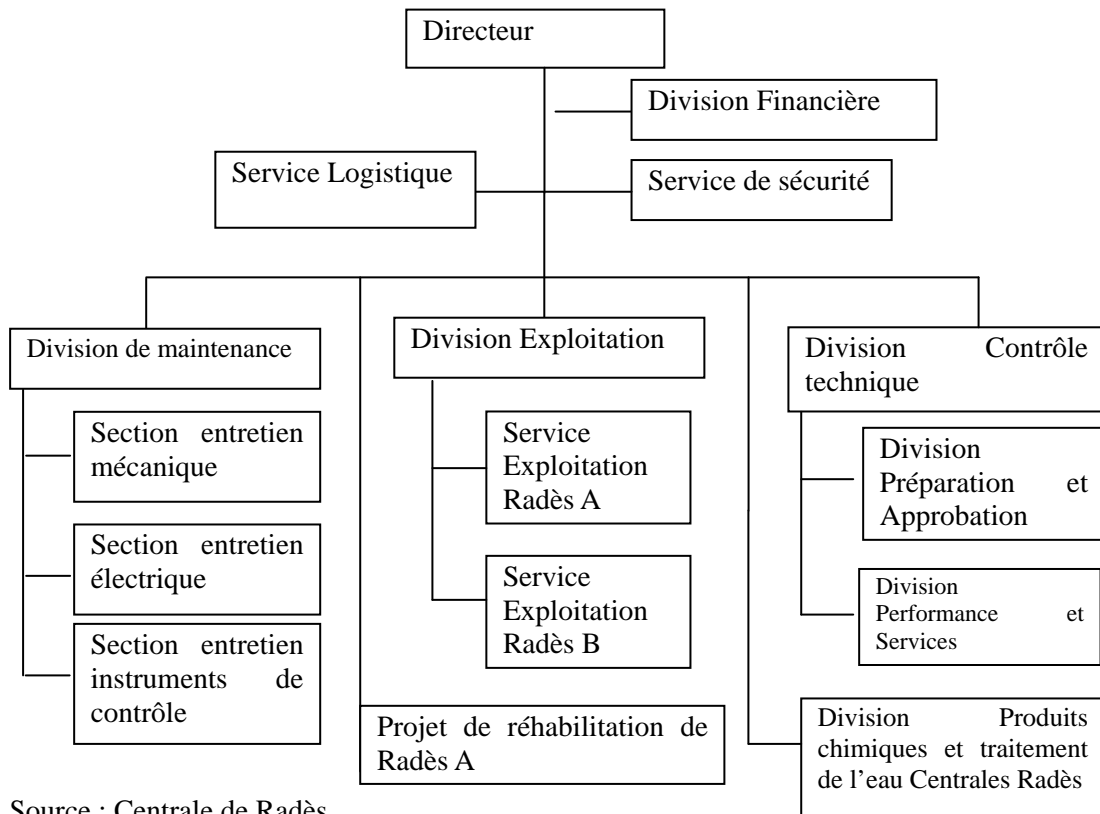 Directeur
Division Financière
Service Logistique
Service de sécurité
Division de maintenance
Section entretien
mécanique
Section entretien
électrique
Section entretien
instruments de
contrôle
Division Exploitation
Service
Exploitation
Radès A
Service
Exploitation
Radès B
Projet de réhabilitation de
Radès A
Division Contrôle
technique
Division
Préparation et
Approbation
Division
Performance et
Services
Division Produits
chimiques et traitement
de l’eau Centrales Radès
Source : Centrale de Radès